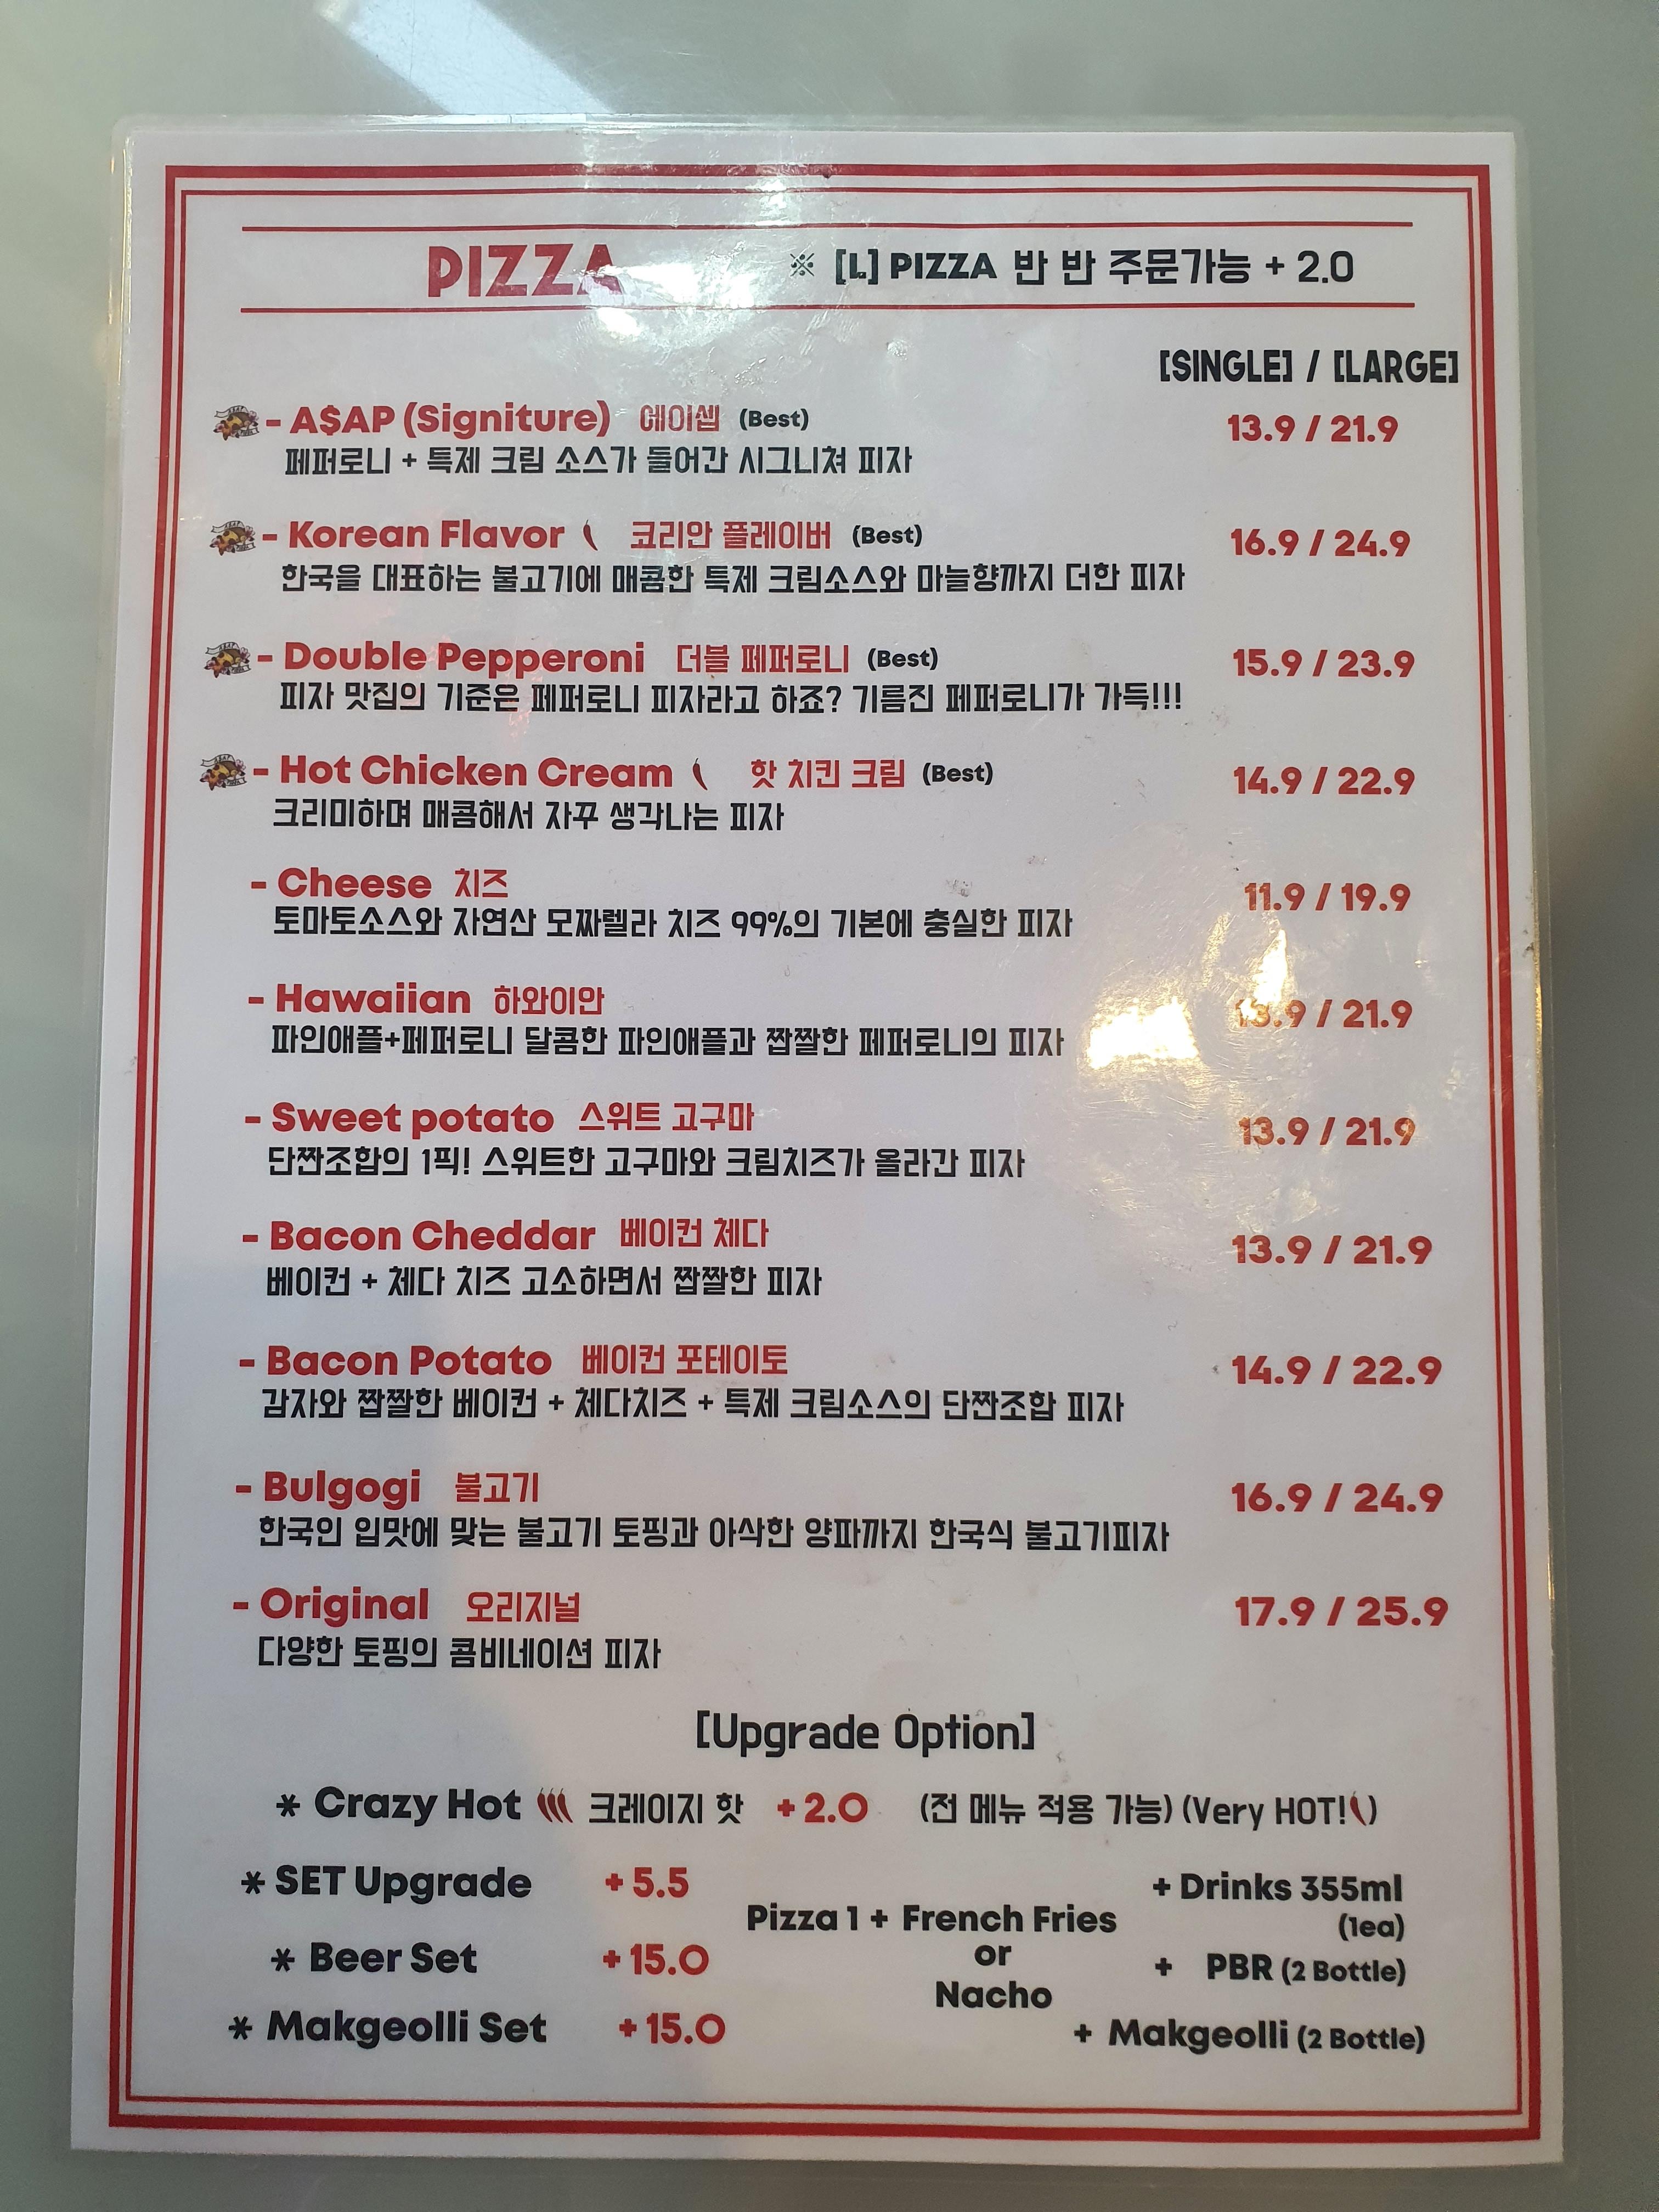 PIZZA ※ [L] PIZZA 반 반 주문가능 + 2.0
[SINGLE] / [LARGE]
- A$AP (Signiture) 에이셉 (Best) 13.9 / 21.9
페퍼로니 + 특제 크림 소스가 들어간 시그니쳐 피자
- Korean Flavor 코리안 플레이버 (Best) 16.9 / 24.9
한국을 대표하는 불고기에 매콤한 특제 크림소스와 마늘향까지 더한 피자
- Double Pepperoni 더블 페퍼로니 (Best) 15.9 / 23.9
피자 맛집의 기준은 페퍼로니 피자라고 하죠? 기름진 페퍼로니가 가득!!!
- Hot Chicken Cream 핫 치킨 크림 (Best) 14.9 / 22.9
크리미하며 매콤해서 자꾸 생각나는 피자
- Cheese 치즈 11.9 / 19.9
토마토소스와 자연산 모짜렐라 치즈 99%의 기본에 충실한 피자
- Hawaiian 하와이안 13.9 / 21.9
파인애플+페퍼로니 달콤한 파인애플과 짭짤한 페퍼로니의 피자
- Sweet potato 스위트 고구마 13.9 / 21.9
단짠조합의 1픽! 스위트한 고구마와 크림치즈가 올라간 피자
- Bacon Cheddar 베이컨 체다 13.9 / 21.9
베이컨 + 체다 치즈 고소하면서 짭짤한 피자
- Bacon Potato 베이컨 포테이토 14.9 / 22.9
감자와 짭짤한 베이컨 + 체다치즈 + 특제 크림소스의 단짠조합 피자
- Bulgogi 불고기 16.9 / 24.9
한국인 입맛에 맞는 불고기 토핑과 아삭한 양파까지 한국식 불고기피자
- Original 오리지널 17.9 / 25.9
다양한 토핑의 콤비네이션 피자
[Upgrade Option]
* Crazy Hot 크레이지 핫 + 2.0 (전 메뉴 적용 가능) (Very HOT!)
* SET Upgrade + 5.5 + Drinks 355ml
Pizza 1 + French Fries (1ea)
* Beer Set + 15.0 or + PBR (2 Bottle)
Nacho
* Makgeolli Set + 15.0 + Makgeolli (2 Bottle)